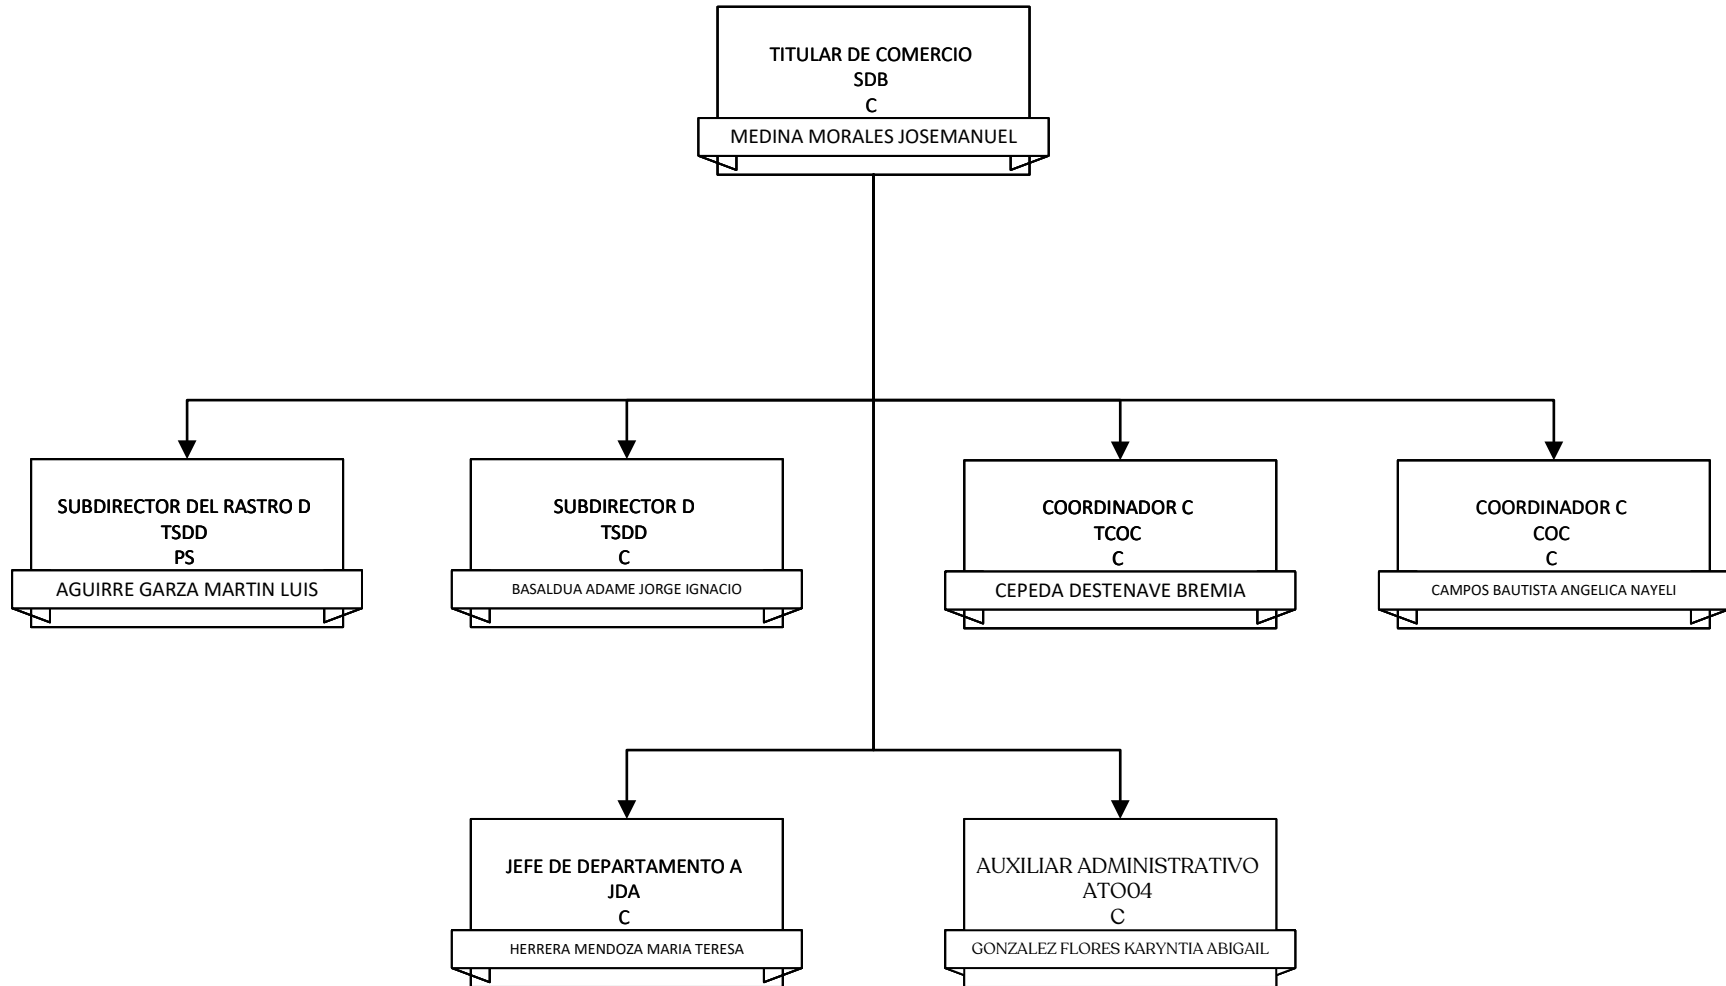 TITULAR DE COMERCIO
SDB
C
MEDINA MORALES JOSEMANUEL
SUBDIRECTOR DEL RASTRO D
TSDD
PS
AGUIRRE GARZA MARTIN LUIS
SUBDIRECTOR D
TSDD
C
BASALDUA ADAME JORGE IGNACIO
COORDINADOR C
TCOC
C
CEPEDA DESTENAVE BREMIA
COORDINADOR C
COC
C
CAMPOS BAUTISTA ANGELICA NAYELI
JEFE DE DEPARTAMENTO A
JDA
C
HERRERA MENDOZA MARIA TERESA
AUXILIAR ADMINISTRATIVO
ATO04
C
GONZALEZ FLORES KARYNTIA ABIGAIL